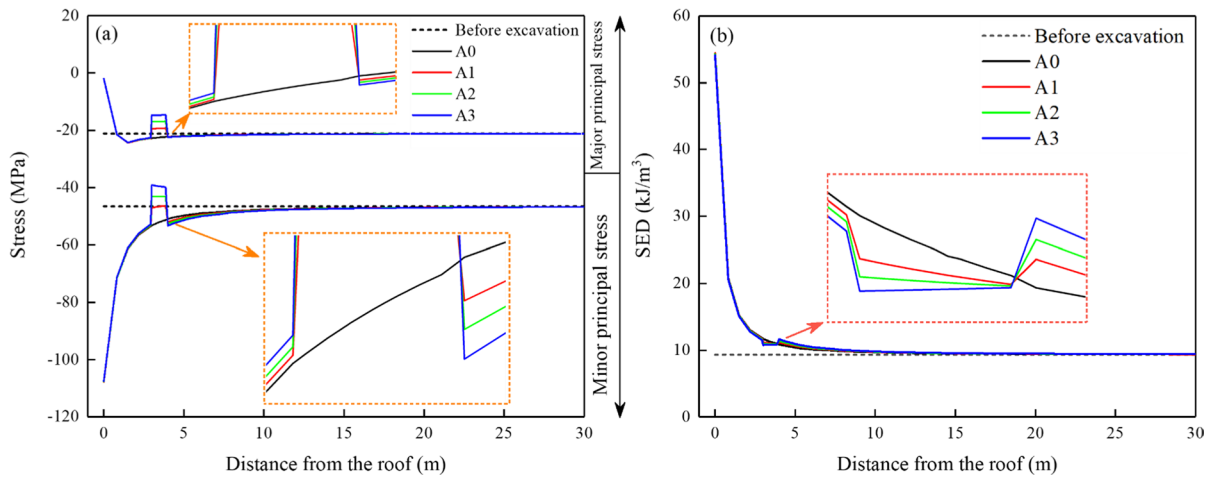 (a)
Before excavation
A0
A1
A2
A3
20
0
-20
-40
-60
-80
-100
-120
Stress (MPa)
0
5
10
15
20
25
30
Distance from the roof (m)
Major principal stress
Minor principal stress
(b)
Before excavation
A0
A1
A2
A3
60
50
40
30
20
10
0
SED (kJ/m³)
0
5
10
15
20
25
30
Distance from the roof (m)